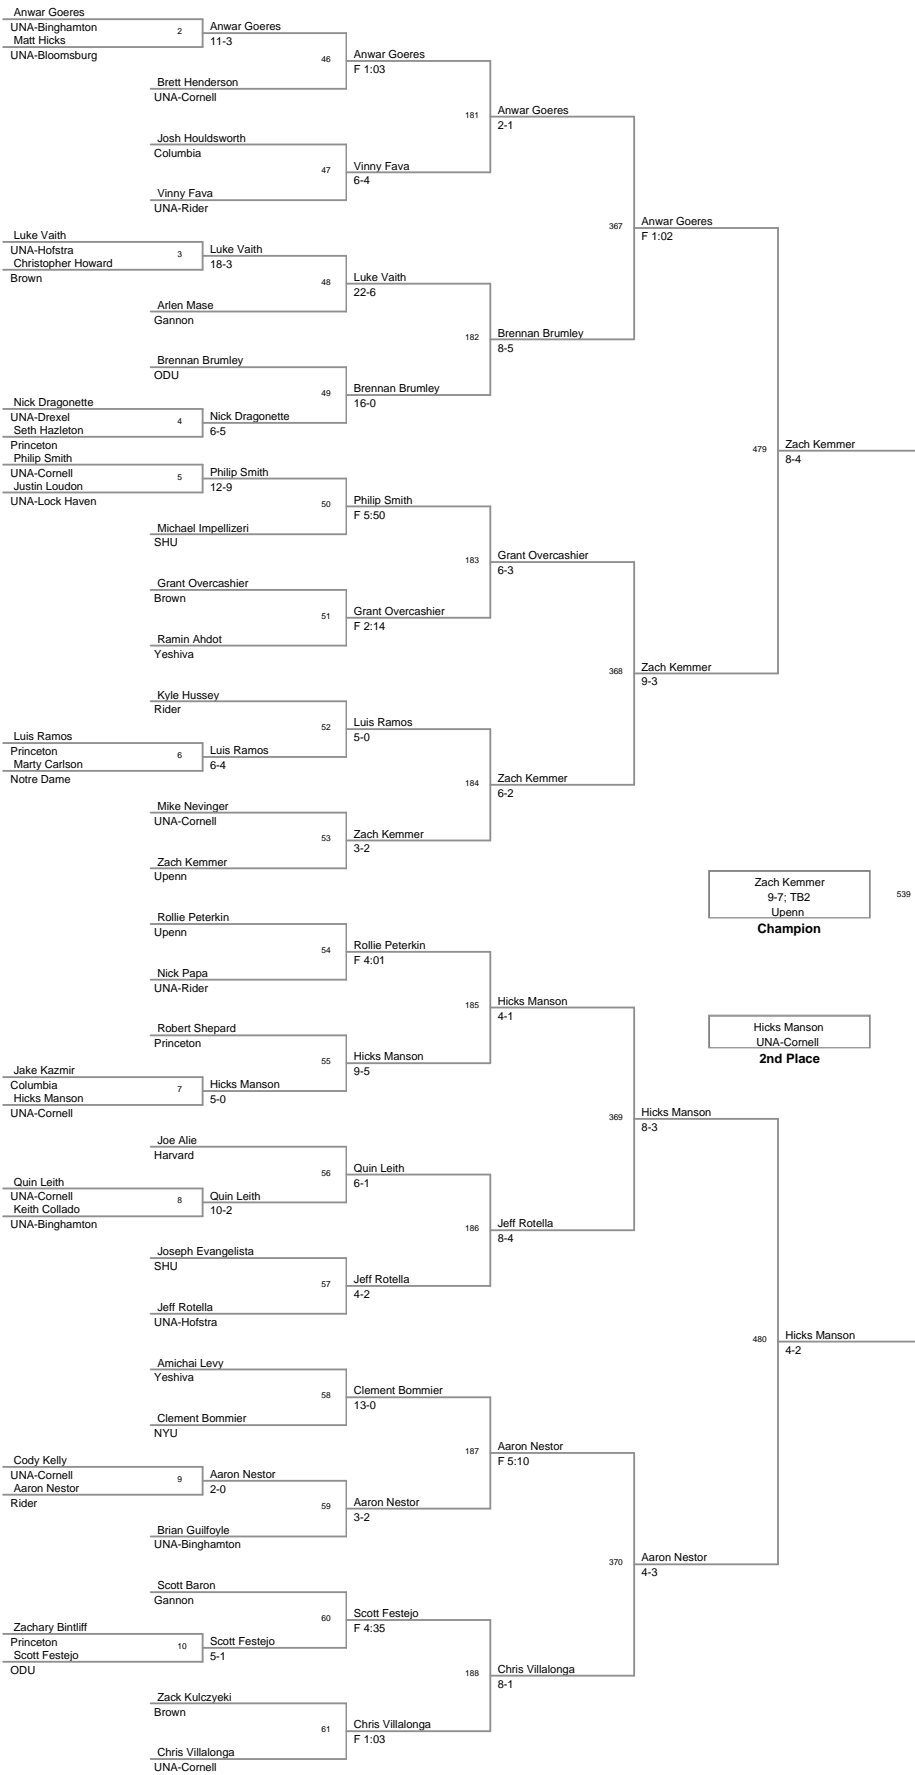 Anwar Goeres
UNA-Binghamton
2
Matt Hicks
UNA-Bloomsburg
Anwar Goeres
11-3
46
Brett Henderson
UNA-Cornell
Anwar Goeres
F 1:03
181
Josh Houldsworth
Columbia
47
Vinny Fava
UNA-Rider
Vinny Fava
6-4
Anwar Goeres
2-1
367
Luke Vaith
UNA-Hofstra
3
Christopher Howard
Brown
Luke Vaith
18-3
48
Arlen Mase
Gannon
Luke Vaith
22-6
182
Brennan Brumley
ODU
49
Nick Dragonette
UNA-Drexel
4
Seth Hazleton
Princeton
Nick Dragonette
6-5
Brennan Brumley
16-0
Brennan Brumley
8-5
Anwar Goeres
F 1:02
479
Philip Smith
UNA-Cornell
5
Justin Loudon
UNA-Lock Haven
Philip Smith
12-9
50
Michael Impellizeri
SHU
Philip Smith
F 5:50
183
Grant Overcashier
Brown
51
Ramin Ahdot
Yeshiva
Grant Overcashier
F 2:14
Grant Overcashier
6-3
368
Kyle Hussey
Rider
52
Luis Ramos
Princeton
6
Marty Carlson
Notre Dame
Luis Ramos
6-4
Luis Ramos
5-0
184
Mike Nevinger
UNA-Cornell
53
Zach Kemmer
Upenn
Zach Kemmer
3-2
Zach Kemmer
6-2
Zach Kemmer
9-3
Zach Kemmer
8-4
Zach Kemmer
9-7; TB2
Upenn
Champion
539
Rollie Peterkin
Upenn
54
Nick Papa
UNA-Rider
Rollie Peterkin
F 4:01
185
Robert Shepard
Princeton
55
Jake Kazmir
Columbia
7
Hicks Manson
UNA-Cornell
Hicks Manson
5-0
Hicks Manson
9-5
Hicks Manson
4-1
Hicks Manson
UNA-Cornell
2nd Place
369
Joe Alie
Harvard
56
Quin Leith
UNA-Cornell
8
Keith Collado
UNA-Binghamton
Quin Leith
10-2
Quin Leith
6-1
186
Joseph Evangelista
SHU
57
Jeff Rotella
UNA-Hofstra
Jeff Rotella
4-2
Jeff Rotella
8-4
Hicks Manson
8-3
480
Amichai Levy
Yeshiva
58
Clement Bommier
NYU
Clement Bommier
13-0
187
Cody Kelly
UNA-Cornell
9
Aaron Nestor
Rider
Aaron Nestor
2-0
59
Brian Guilfoyle
UNA-Binghamton
Aaron Nestor
3-2
Aaron Nestor
F 5:10
370
Scott Baron
Gannon
60
Zachary Bintliff
Princeton
10
Scott Festejo
ODU
Scott Festejo
5-1
Scott Festejo
F 4:35
188
Zack Kulczyeki
Brown
61
Chris Villalonga
UNA-Cornell
Chris Villalonga
F 1:03
Chris Villalonga
8-1
Aaron Nestor
4-3
Hicks Manson
4-2